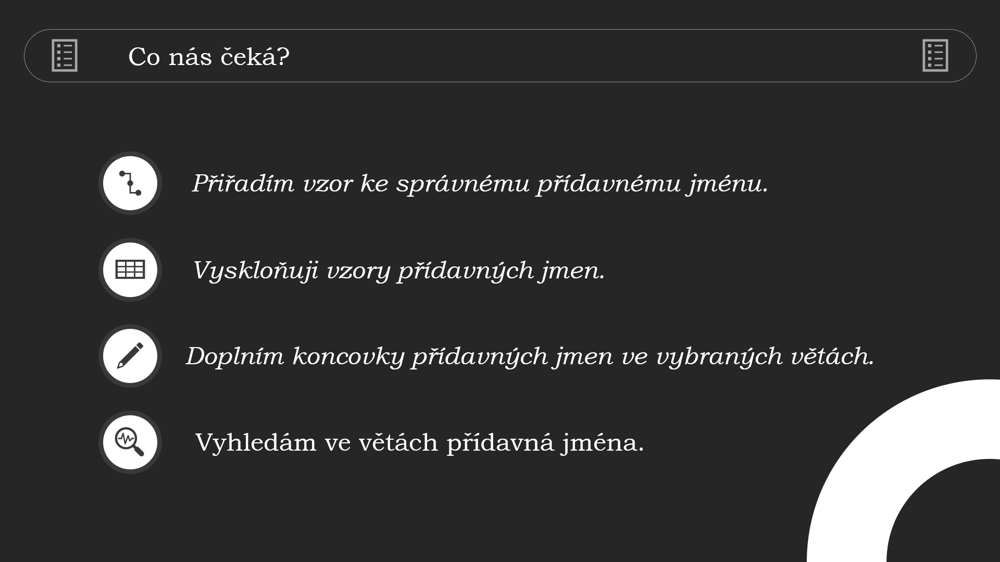 Co nás čeká?
Přiřadím vzor ke správnému přídavnému jménu.
Vyskloňuji vzory přídavných jmen.
Doplním koncovky přídavných jmen ve vybraných větách.
Vyhledám ve větách přídavná jména.